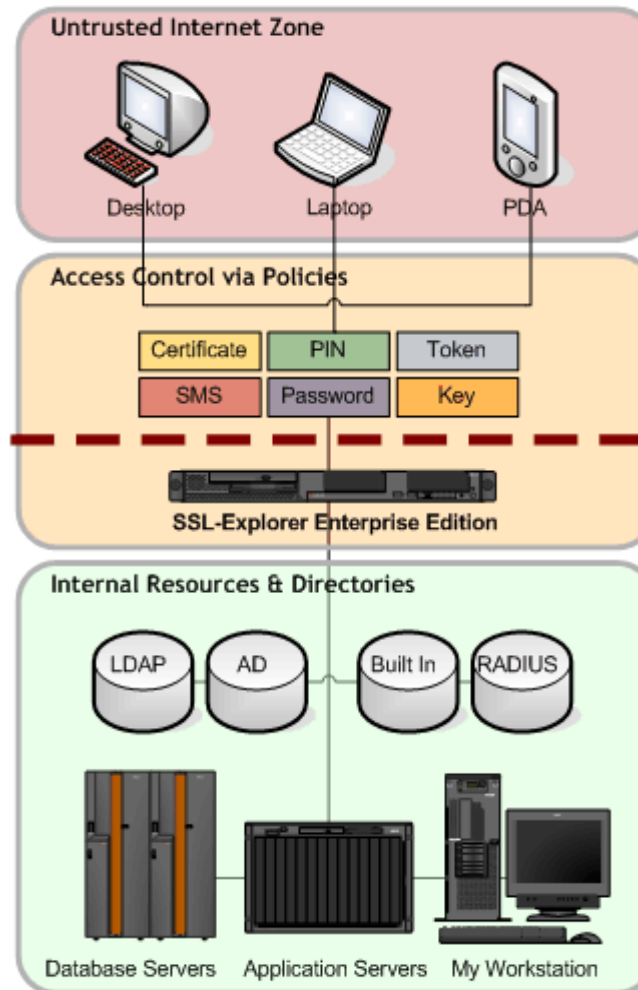 Untrusted Internet Zone
Desktop
Laptop
PDA
Access Control via Policies
Certificate
PIN
Token
SMS
Password
Key
SSL-Explorer Enterprise Edition
Internal Resources & Directories
LDAP
AD
Built In
RADIUS
Database Servers
Application Servers
My Workstation